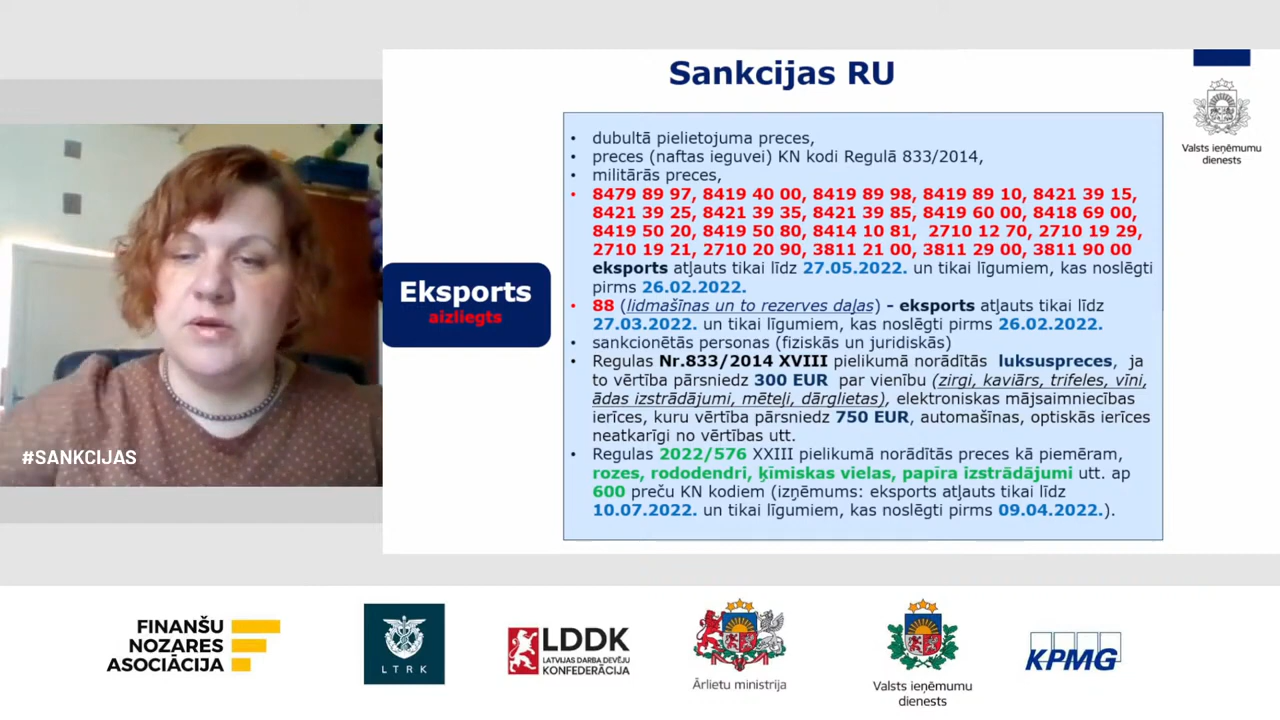 Sankcijas RU
Valsts ieņēmumu
dienests
• dubultā pielietojuma preces,
• preces (naftas ieguvei) KN kodi Regulā 833/2014,
• militārās preces,
• 8479 89 97, 8419 40 00, 8419 89 98, 8419 89 10, 8421 39 15,
8421 39 25, 8421 39 35, 8421 39 85, 8419 60 00, 8418 69 00,
8419 50 20, 8419 50 80, 8414 10 81, 2710 12 70, 2710 19 29,
2710 19 21, 2710 20 90, 3811 21 00, 3811 29 00, 3811 90 00
eksports atļauts tikai līdz 27.05.2022. un tikai līgumiem, kas noslēgti
pirms 26.02.2022.
• 88 (lidmašīnas un to rezerves daļas) – eksports atļauts tikai līdz
27.03.2022. un tikai līgumiem, kas noslēgti pirms 26.02.2022.
• sankcionētās personas (fiziskās un juridiskās)
• Regulas Nr.833/2014 XVIII pielikumā norādītās luksuspreces, ja
to vērtība pārsniedz 300 EUR par vienību (zirgi, kaviārs, trifeles, vīni,
ādas izstrādājumi, mēteļi, dārglietas), elektroniskas mājsaimniecības
ierīces, kuru vērtība pārsniedz 750 EUR, automašīnas, optiskās ierīces
neatkarīgi no vērtības utt.
• Regulas 2022/576 XXIII pielikumā norādītās preces kā piemēram,
rozes, rododendri, ķīmiskas vielas, papīra izstrādājumi utt. ap
600 preču KN kodiem (izņēmums: eksports atļauts tikai līdz
10.07.2022. un tikai līgumiem, kas noslēgti pirms 09.04.2022.).
Eksports
aizliegts
#SANKCIJAS
FINANŠU
NOZARES
ASOCIĀCIJA
LTRK
LDDK
LATVIJAS DARBA DEVĒJU
KONFEDERĀCIJA
Ārlietu ministrija
Valsts ieņēmumu
dienests
KPMG